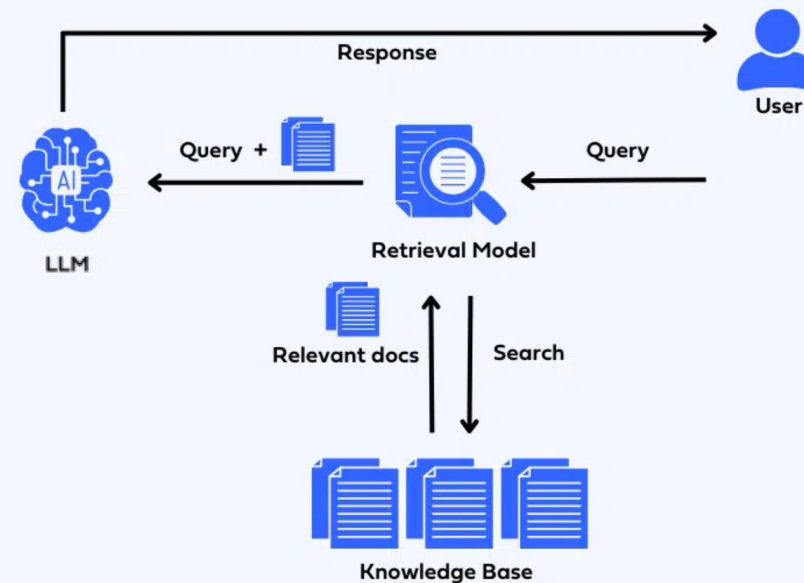 Response
User
Query +
Query
AI
LLM
Retrieval Model
Relevant docs
Search
Knowledge Base